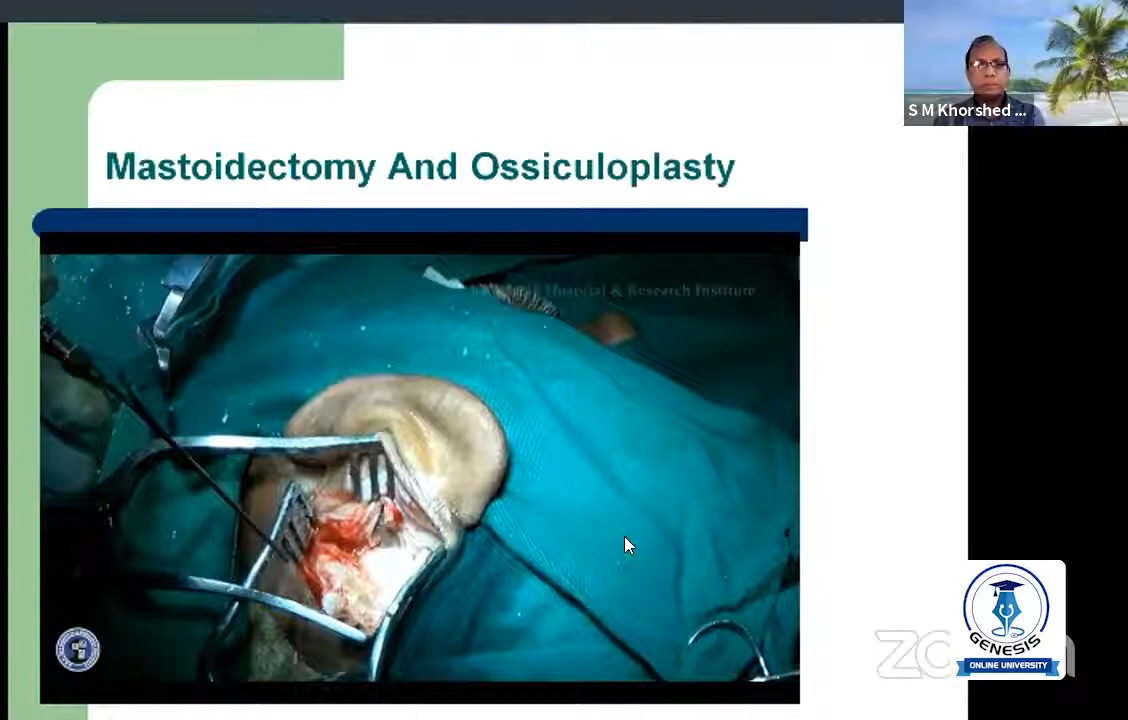 S M Khorshed ...
Mastoidectomy And Ossiculoplasty
Hospital & Research Institute
GENESIS
ONLINE UNIVERSITY